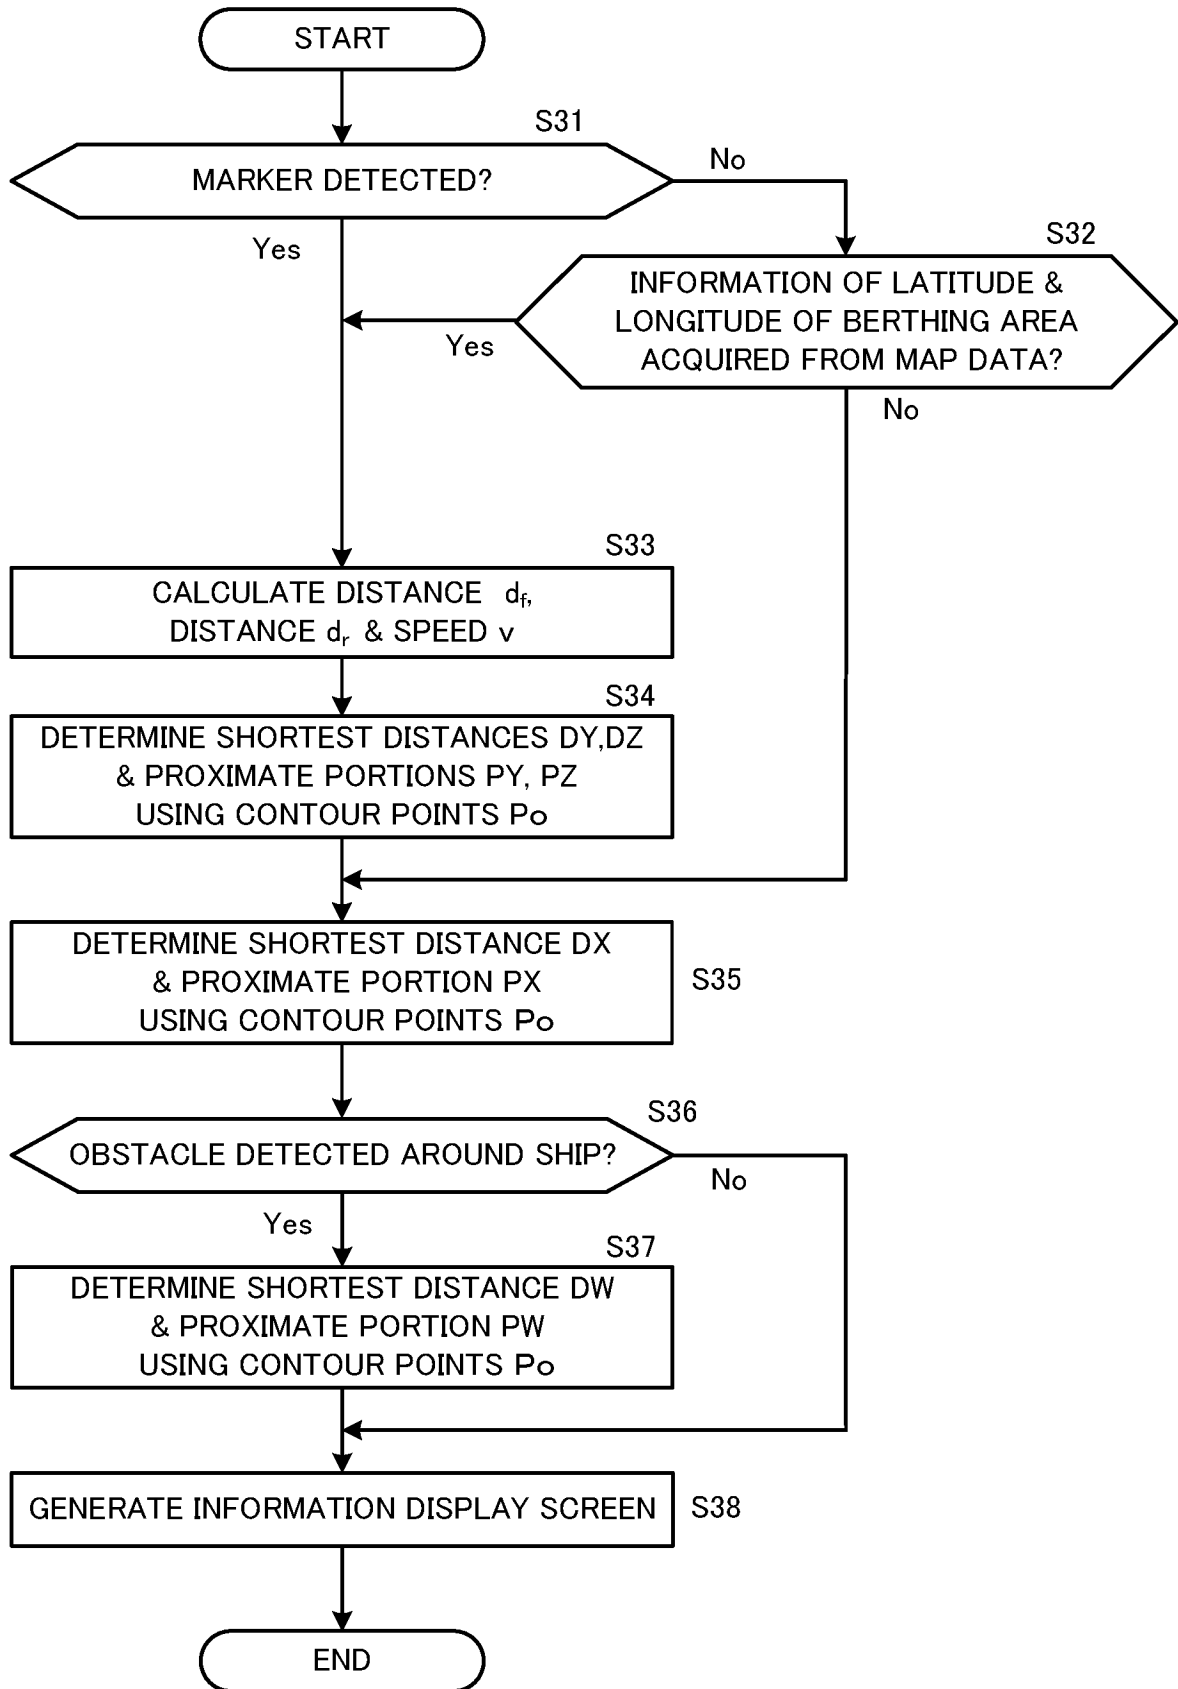 START
S31
MARKER DETECTED?
No
Yes
S32
INFORMATION OF LATITUDE &
LONGITUDE OF BERTHING AREA
ACQUIRED FROM MAP DATA?
Yes
No
S33
CALCULATE DISTANCE df,
DISTANCE dr & SPEED v
S34
DETERMINE SHORTEST DISTANCES DY,DZ
& PROXIMATE PORTIONS PY, PZ
USING CONTOUR POINTS Po
DETERMINE SHORTEST DISTANCE DX
& PROXIMATE PORTION PX
USING CONTOUR POINTS Po
S35
S36
OBSTACLE DETECTED AROUND SHIP?
No
Yes
S37
DETERMINE SHORTEST DISTANCE DW
& PROXIMATE PORTION PW
USING CONTOUR POINTS Po
GENERATE INFORMATION DISPLAY SCREEN
S38
END